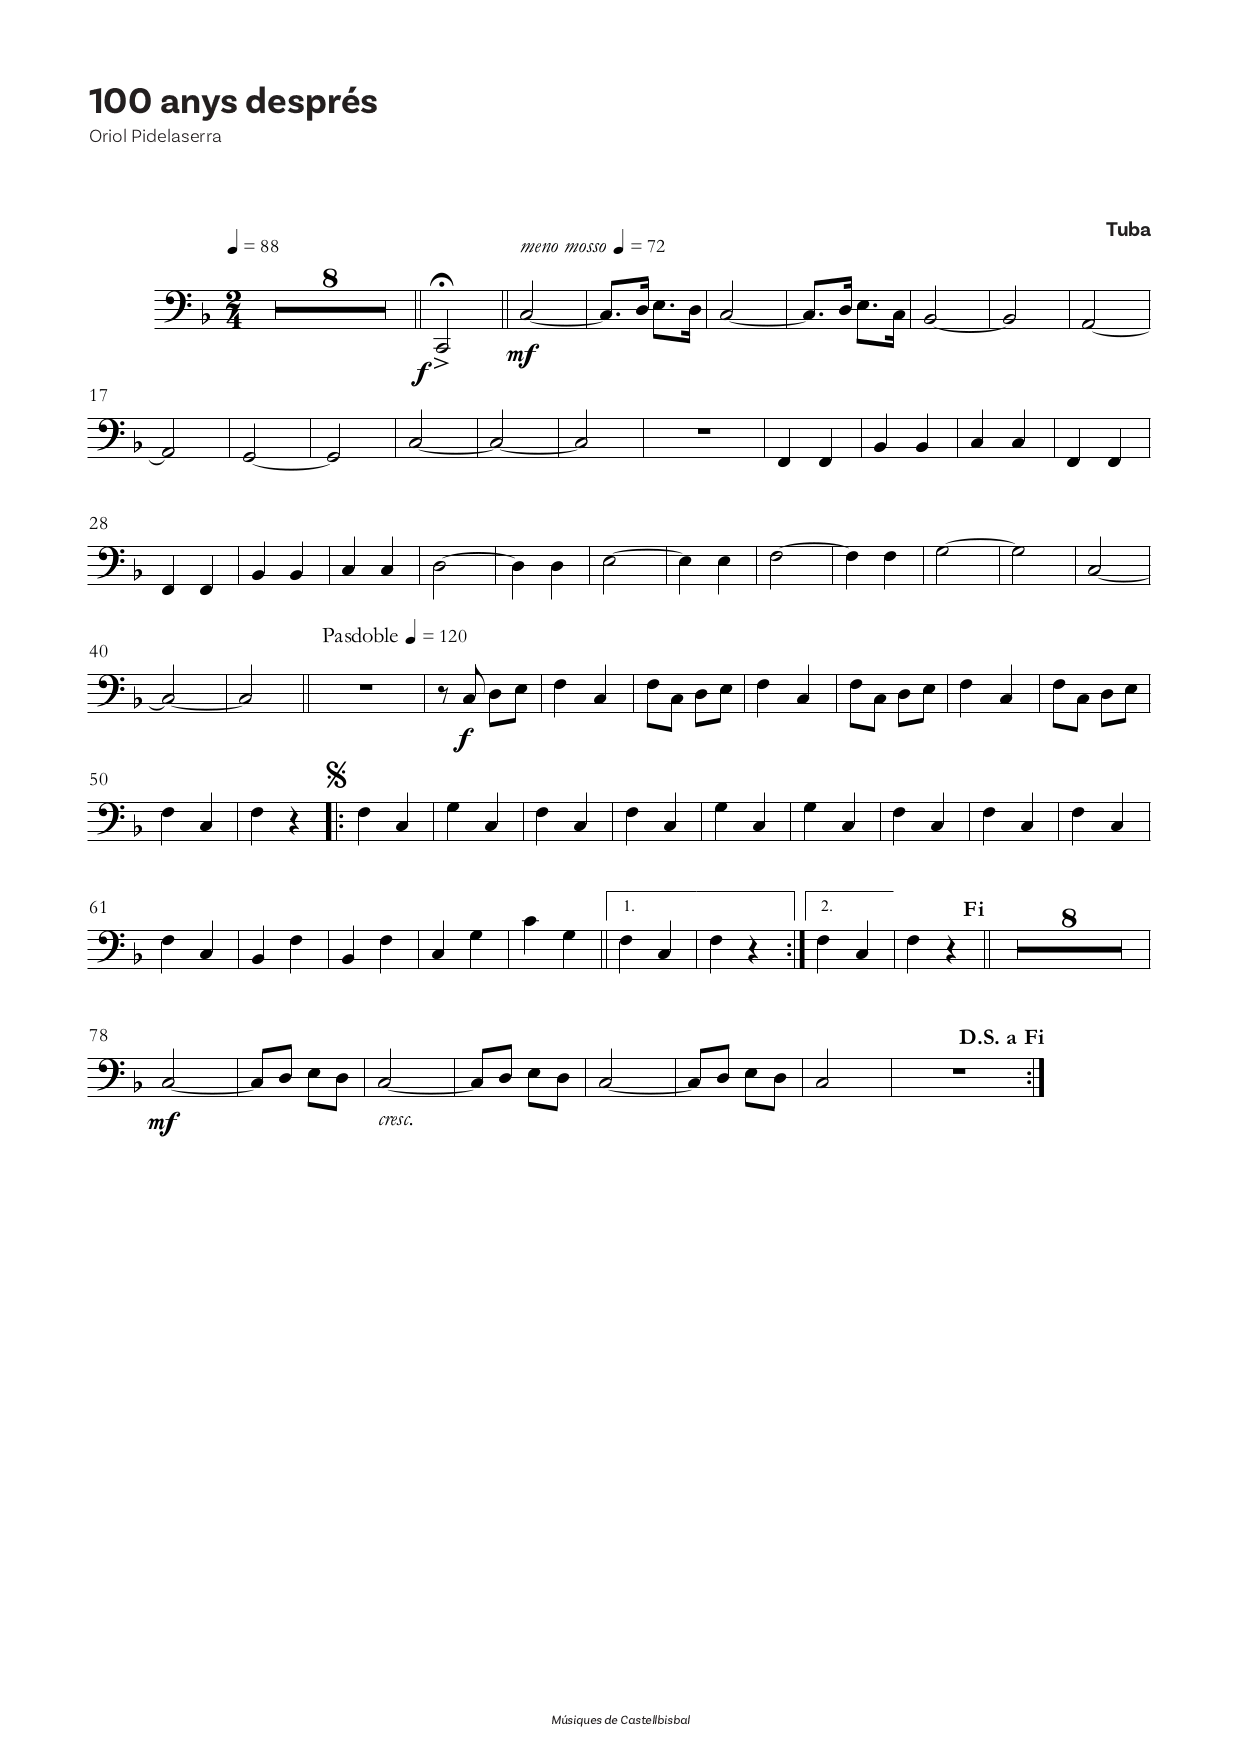 100 anys després
Oriol Pidelaserra
Tuba
= 88
meno mosso = 72
8
2
4
f
mf
17
28
Pasdoble = 120
40
f
50
61
1.
2.
Fi
8
78
D.S. a Fi
mf
cresc.
Músiques de Castellbisbal